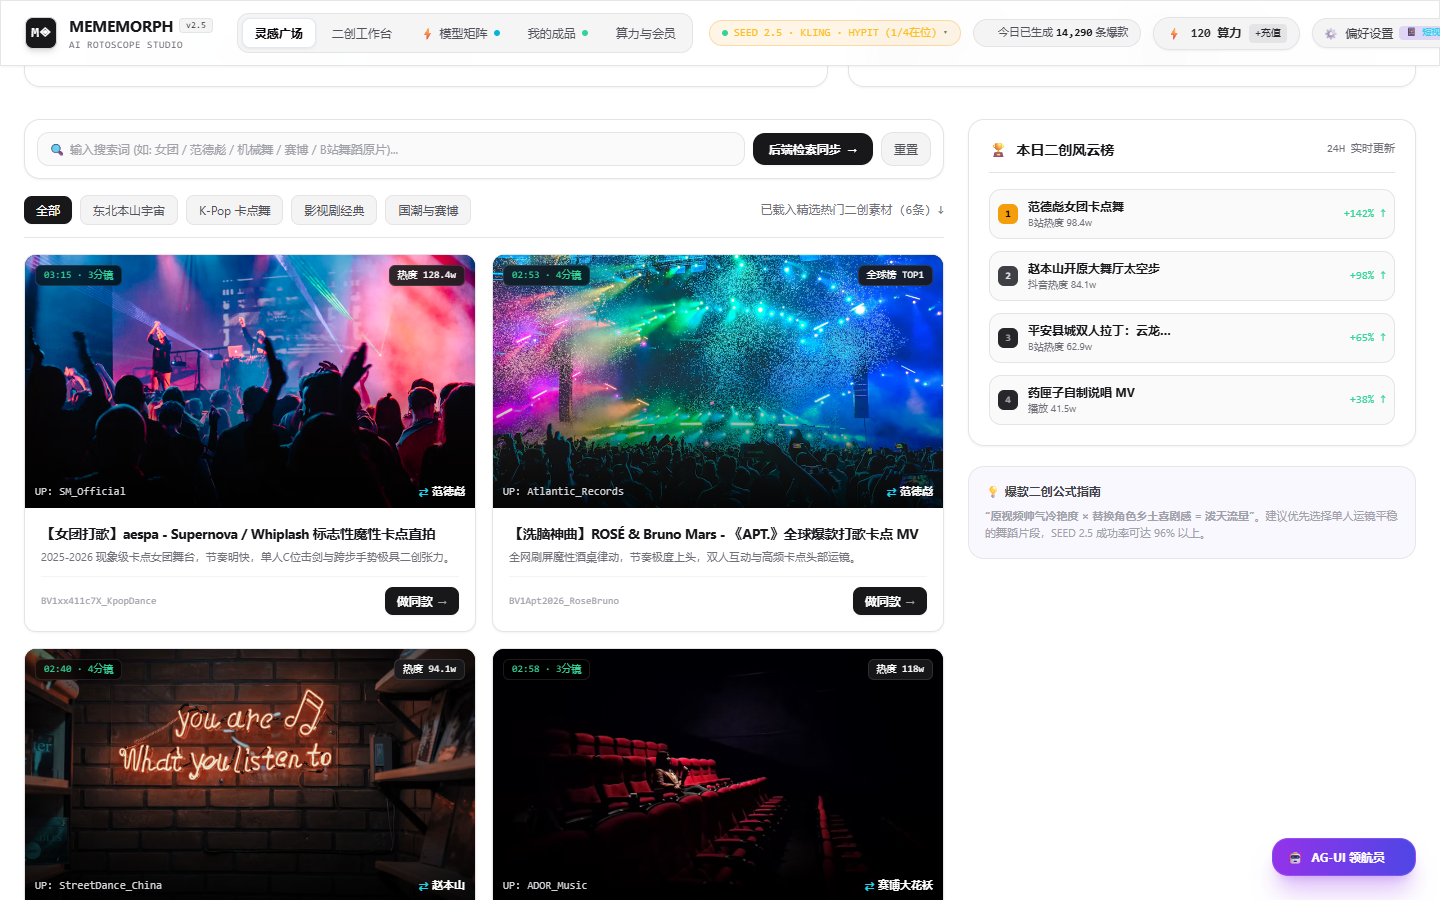 M
MEMEMORPH v2.5
AI ROTOSCOPE STUDIO
灵感广场
二创工作台
模型矩阵
我的成品
算力与会员
SEED 2.5 · KLING · HYPIT (1/4在位)
今日已生成 14,290 条爆款
120 算力 +充值
偏好设置
输入搜索词 (如: 女团 / 范德彪 / 机械舞 / 赛博 / B站舞蹈原片)...
后端检索同步 →
重置
全部
东北本山宇宙
K-Pop 卡点舞
影视剧经典
国潮与赛博
已载入精选热门二创素材（6条）↓
03:15 · 3分镜
热度 128.4w
UP: SM_Official
⇄ 范德彪
【女团打歌】aespa - Supernova / Whiplash 标志性魔性卡点直拍
2025-2026 现象级卡点女团舞台，节奏明快，单人C位击剑与跨步手势极具二创张力。
BV1xx411c7X_KpopDance
做同款 →
02:53 · 4分镜
全球榜 TOP1
UP: Atlantic_Records
⇄ 范德彪
【洗脑神曲】ROSÉ & Bruno Mars - 《APT.》全球爆款打歌卡点 MV
全网刷屏魔性酒桌律动，节奏极度上头，双人互动与高频卡点头部运镜。
BV1Apt2026_RoseBruno
做同款 →
02:40 · 4分镜
热度 94.1w
you are
What you listen to
UP: StreetDance_China
⇄ 赵本山
02:58 · 3分镜
热度 118w
UP: ADOR_Music
⇄ 赛博大花袄
本日二创风云榜
24H 实时更新
1
范德彪女团卡点舞
B站热度 98.4w
+142% ↑
2
赵本山开原大舞厅太空步
抖音热度 84.1w
+98% ↑
3
平安县城双人拉丁：云龙...
B站热度 62.9w
+65% ↑
4
药匣子自制说唱 MV
播放 41.5w
+38% ↑
爆款二创公式指南
“原视频帅气冷艳度 × 替换角色乡土喜剧感 = 泼天流量”。建议优先选择单人运镜平稳
的舞蹈片段，SEED 2.5 成功率可达 96% 以上。
AG-UI 领航员